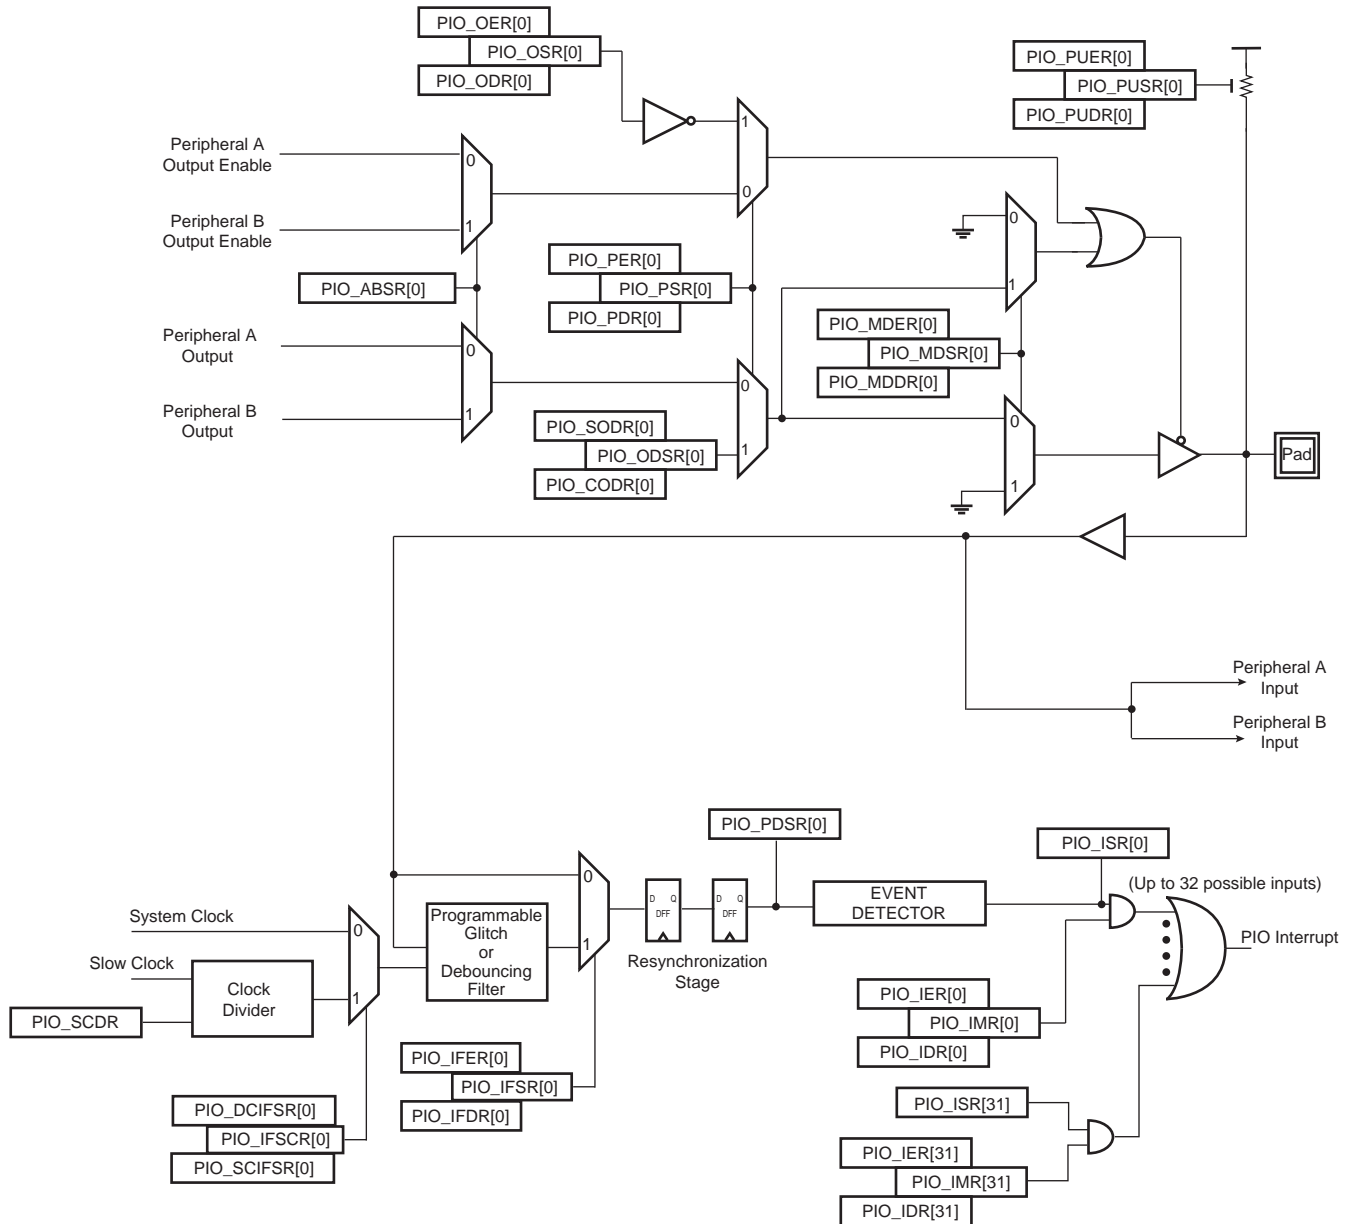 PIO_OER[0]
PIO_OSR[0]
PIO_ODR[0]
PIO_PUER[0]
PIO_PUSR[0]
PIO_PUDR[0]
1
0
Peripheral A
Output Enable
0
Peripheral B
Output Enable
1
PIO_ABSR[0]
PIO_PER[0]
PIO_PSR[0]
PIO_PDR[0]
0
1
PIO_MDER[0]
PIO_MDSR[0]
PIO_MDDR[0]
Peripheral A
Output
0
Peripheral B
Output
1
0
1
PIO_SODR[0]
PIO_ODSR[0]
PIO_CODR[0]
0
1
Pad
Peripheral A
Input
Peripheral B
Input
PIO_PDSR[0]
PIO_ISR[0]
(Up to 32 possible inputs)
EVENT
DETECTOR
PIO Interrupt
0
1
D Q
DFF
D Q
DFF
Resynchronization
Stage
Programmable
Glitch
or
Debouncing
Filter
System Clock
0
Slow Clock
1
Clock
Divider
PIO_SCDR
PIO_IER[0]
PIO_IMR[0]
PIO_IDR[0]
PIO_IFER[0]
PIO_IFSR[0]
PIO_IFDR[0]
PIO_DCIFSR[0]
PIO_IFSCR[0]
PIO_SCIFSR[0]
PIO_ISR[31]
PIO_IER[31]
PIO_IMR[31]
PIO_IDR[31]